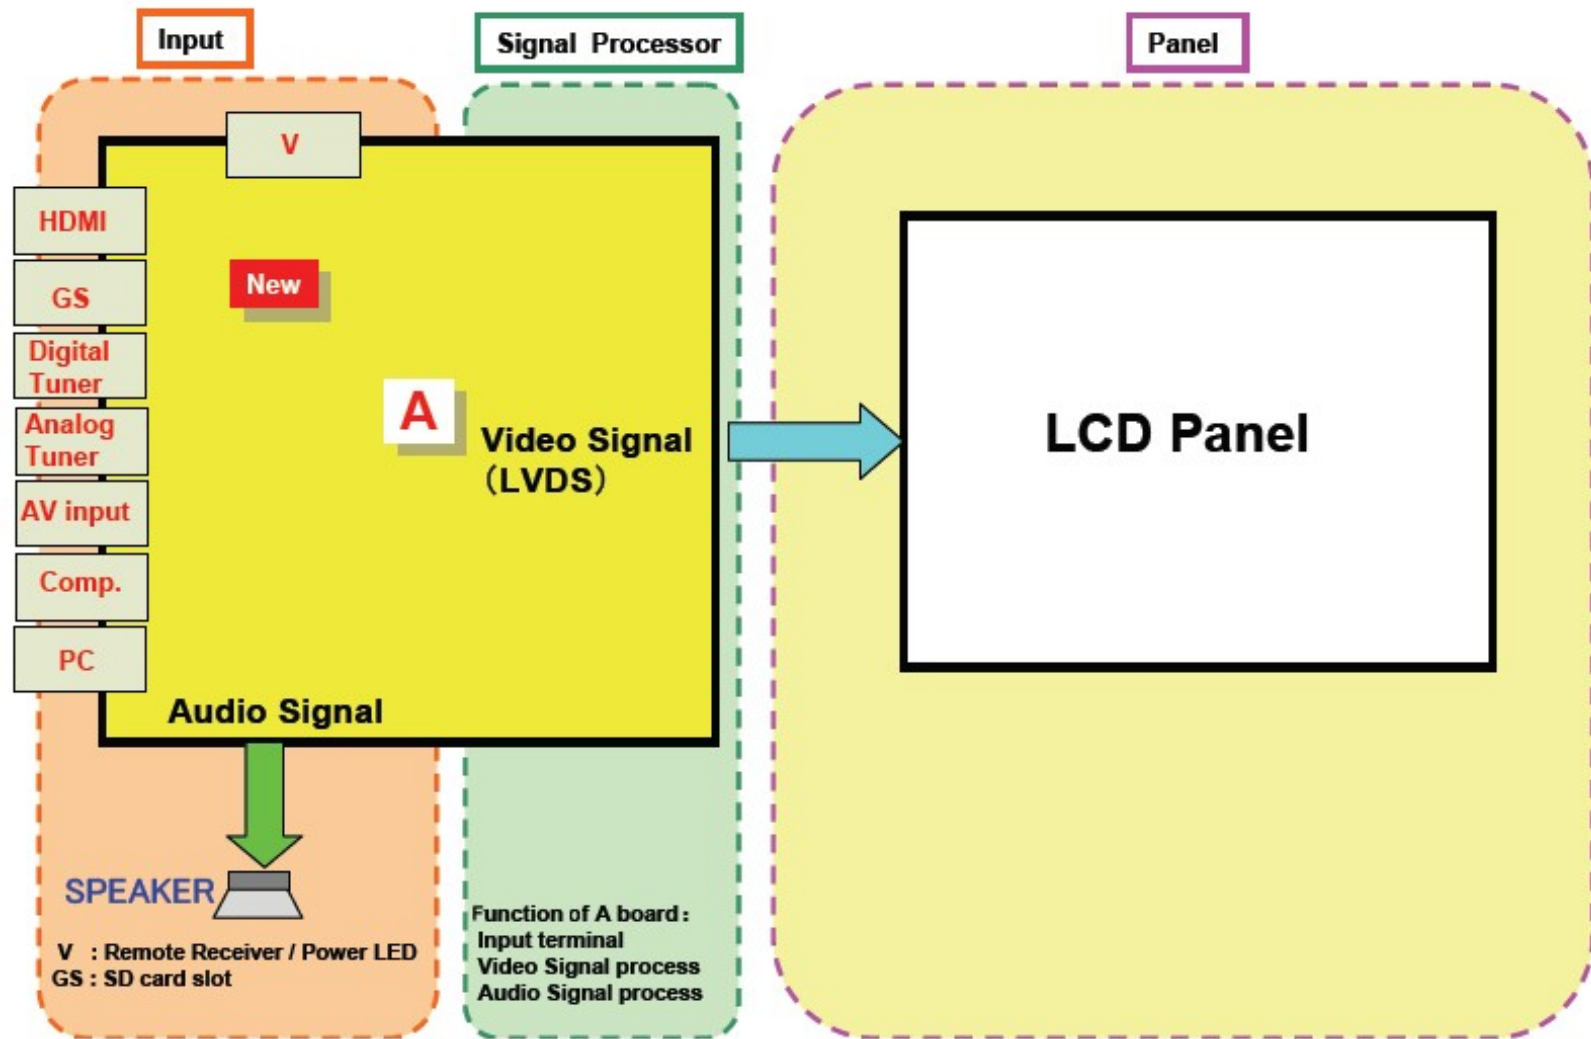 Input
Signal Processor
Panel
V
HDMI
GS
Digital
Tuner
Analog
Tuner
AV input
Comp.
PC
New
A
Video Signal
(LVDS)
Audio Signal
LCD Panel
SPEAKER
V : Remote Receiver / Power LED
GS : SD card slot
Function of A board :
Input terminal
Video Signal process
Audio Signal process